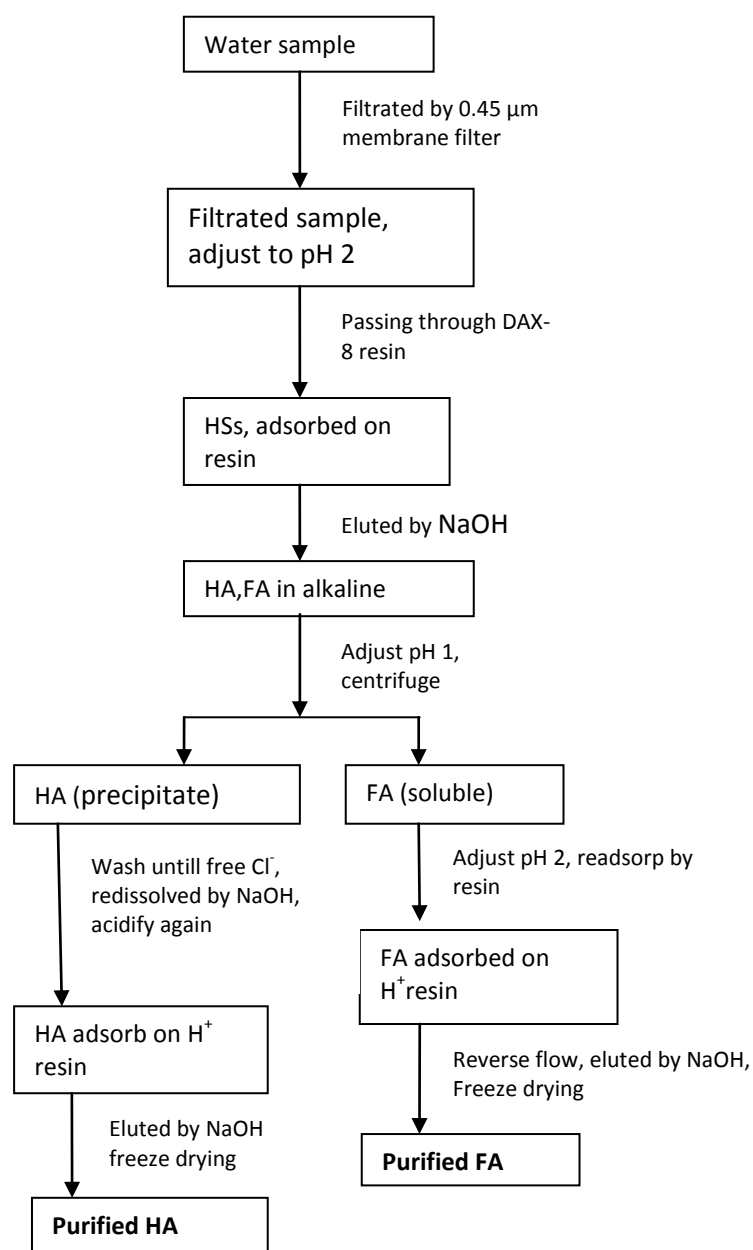 Water sample
Filtrated by 0.45 µm
membrane filter
Filtrated sample,
adjust to pH 2
Passing through DAX-
8 resin
HSs, adsorbed on
resin
Eluted by NaOH
HA,FA in alkaline
Adjust pH 1,
centrifuge
HA (precipitate)
FA (soluble)
Wash untill free Cl⁻,
redissolved by NaOH,
acidify again
Adjust pH 2, readsorp by
resin
FA adsorbed on
H⁺resin
HA adsorb on H⁺
resin
Reverse flow, eluted by NaOH,
Freeze drying
Eluted by NaOH
freeze drying
Purified FA
Purified HA